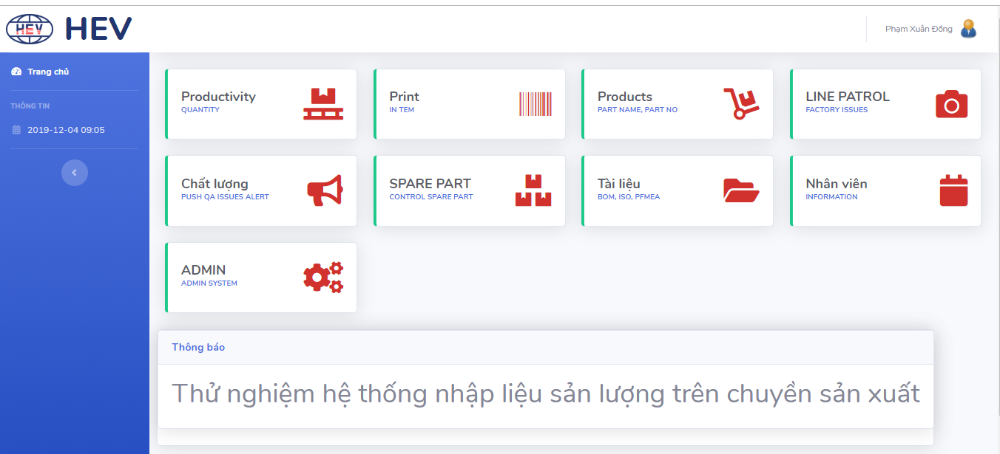 HEV HEV
Phạm Xuân Đồng
Trang chủ
THÔNG TIN
2019-12-04 09:05
Productivity
QUANTITY
Print
IN TEM
Products
PART NAME, PART NO
LINE PATROL
FACTORY ISSUES
Chất lượng
PUSH QA ISSUES ALERT
SPARE PART
CONTROL SPARE PART
Tài liệu
BOM, ISO, PFMEA
Nhân viên
INFORMATION
ADMIN
ADMIN SYSTEM
Thông báo
Thử nghiệm hệ thống nhập liệu sản lượng trên chuyền sản xuất